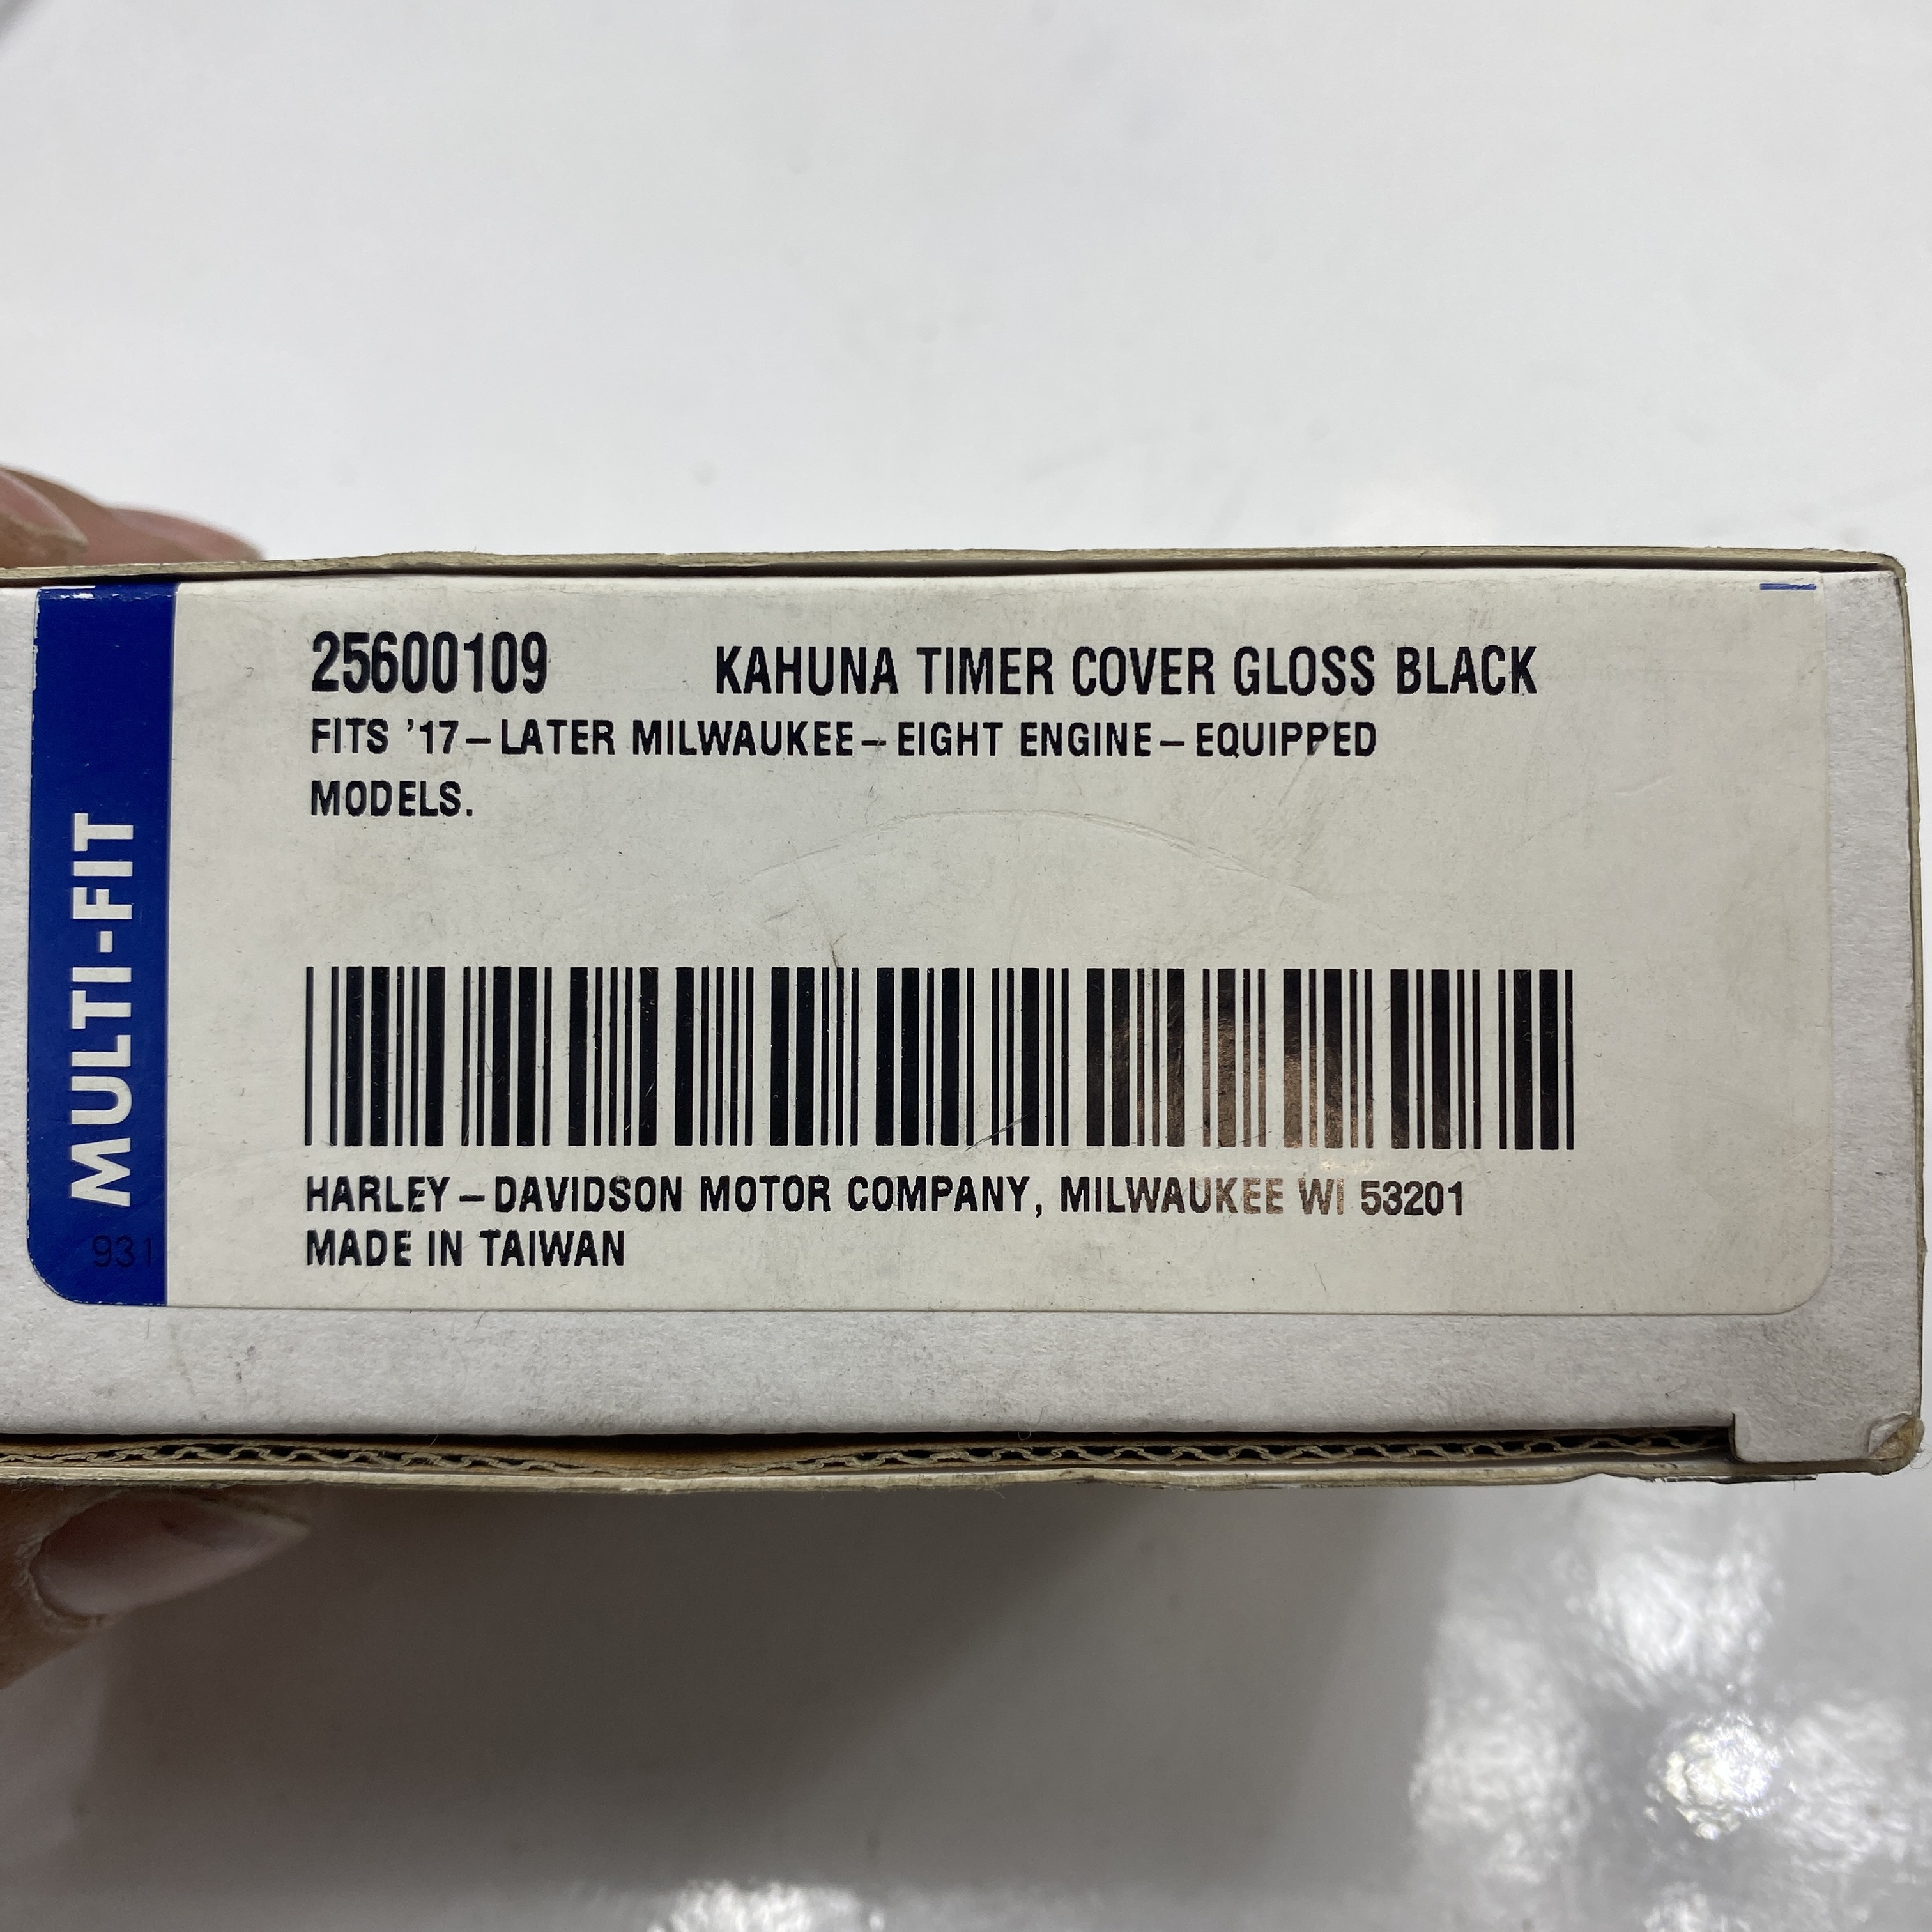 MULTI-FIT
931
25600109 KAHUNA TIMER COVER GLOSS BLACK
FITS '17-LATER MILWAUKEE-EIGHT ENGINE-EQUIPPED
MODELS.
HARLEY-DAVIDSON MOTOR COMPANY, MILWAUKEE WI 53201
MADE IN TAIWAN